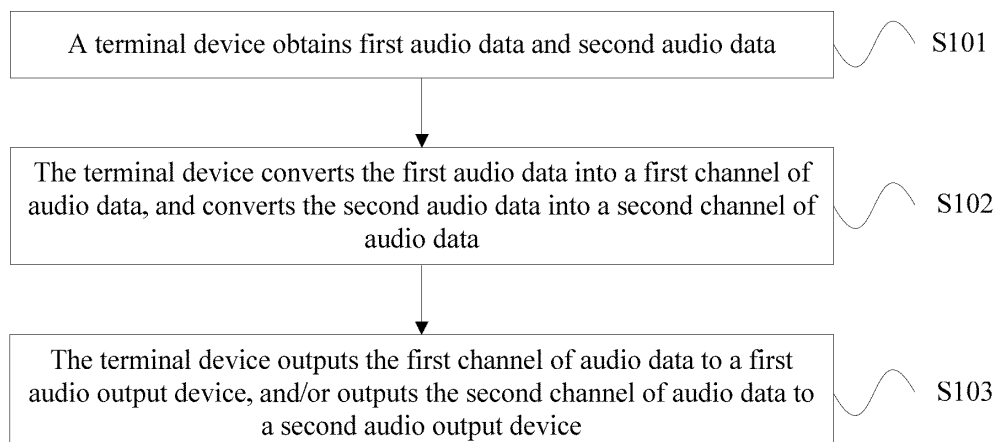 A terminal device obtains first audio data and second audio data
S101
The terminal device converts the first audio data into a first channel of
audio data, and converts the second audio data into a second channel of
audio data
S102
The terminal device outputs the first channel of audio data to a first
audio output device, and/or outputs the second channel of audio data to
a second audio output device
S103